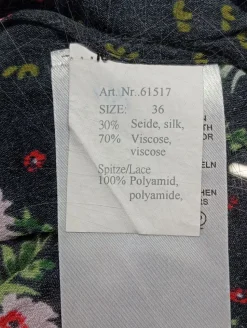 Art. Nr..61517
SIZE: 36
30% Seide, silk,
70% Viscose,
viscose
Spitze/Lace
100% Polyamid,
polyamide,